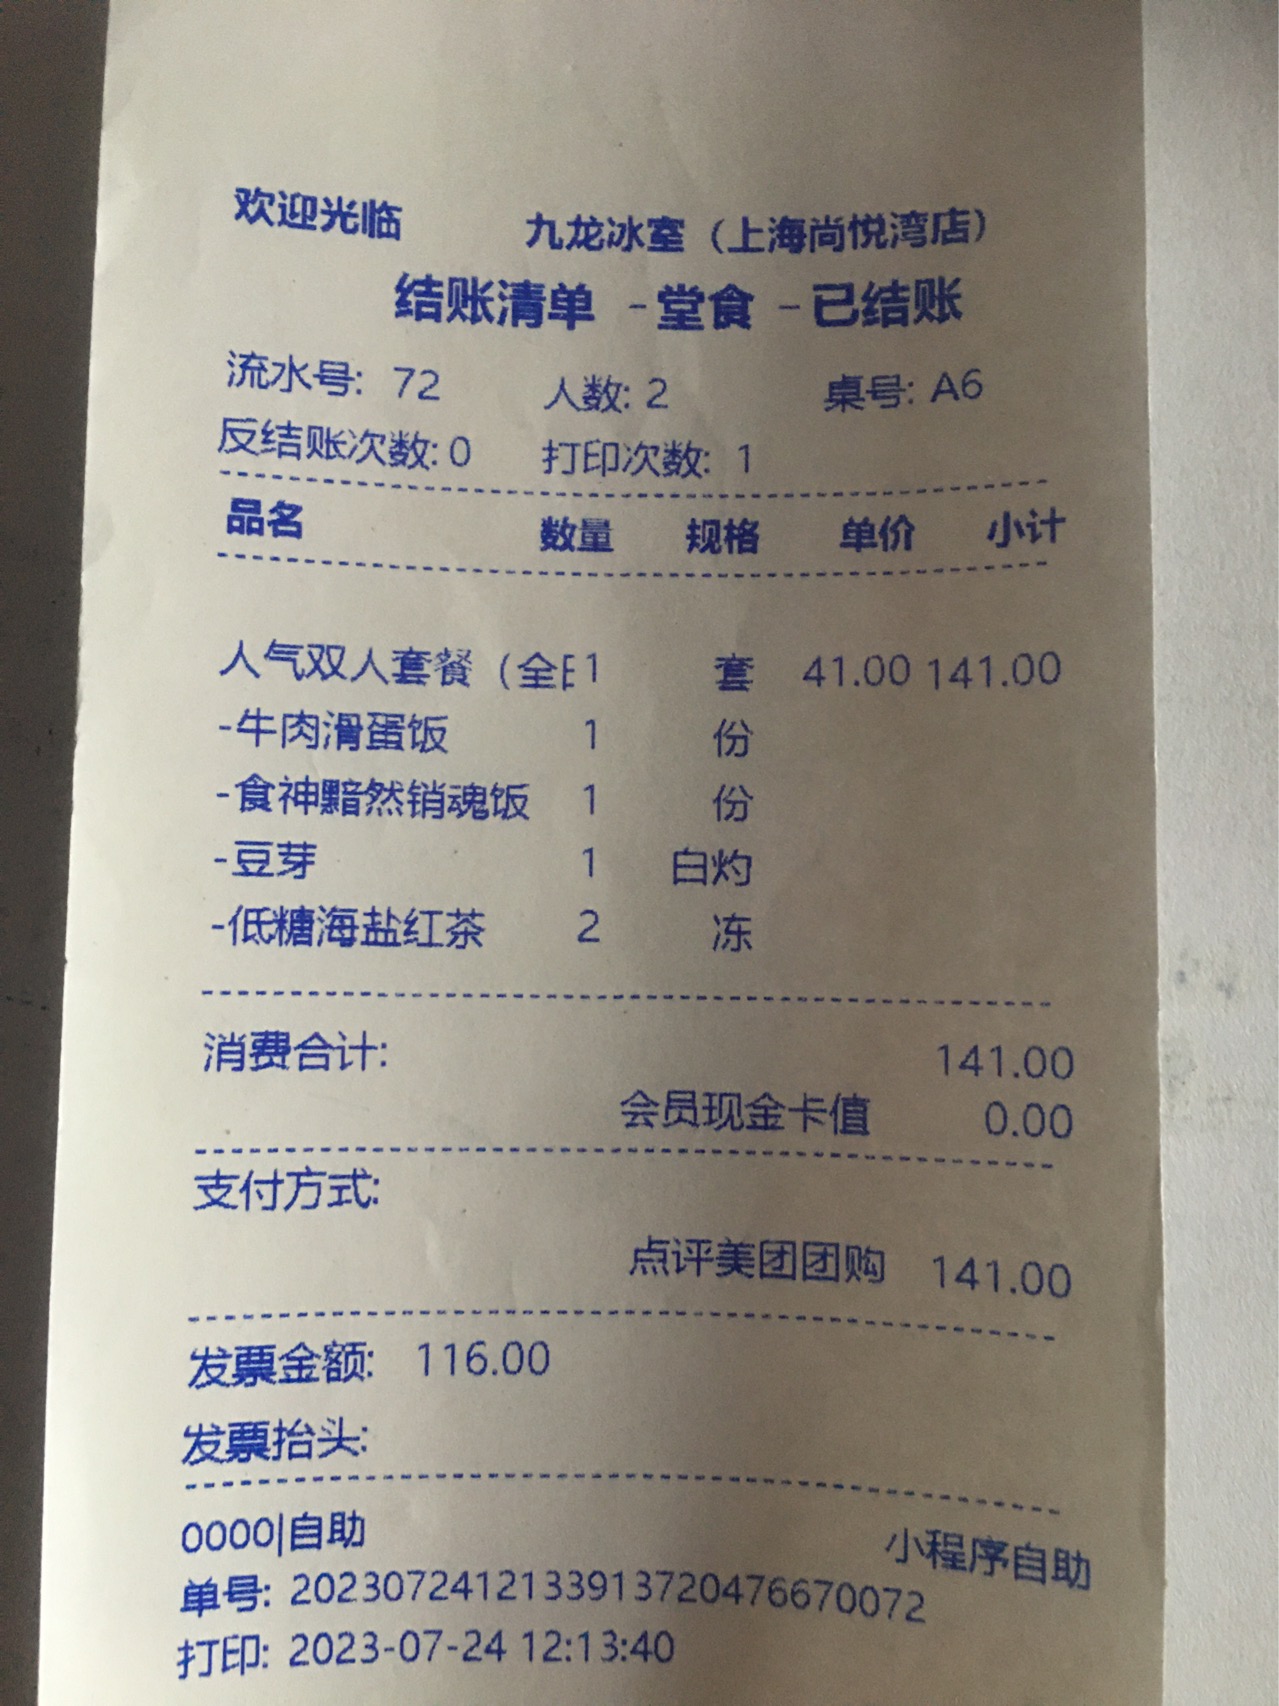 欢迎光临 九龙冰室（上海尚悦湾店）
结账清单 -堂食 -已结账
流水号: 72 人数: 2 桌号: A6
反结账次数: 0 打印次数: 1
品名 数量 规格 单价 小计
人气双人套餐（全日 1 套 41.00 141.00
-牛肉滑蛋饭 1 份
-食神黯然销魂饭 1 份
-豆芽 1 白灼
-低糖海盐红茶 2 冻
消费合计: 141.00
会员现金卡值 0.00
支付方式:
点评美团团购 141.00
发票金额: 116.00
发票抬头:
0000|自助 小程序自助
单号: 2023072412133913720476670072
打印: 2023-07-24 12:13:40